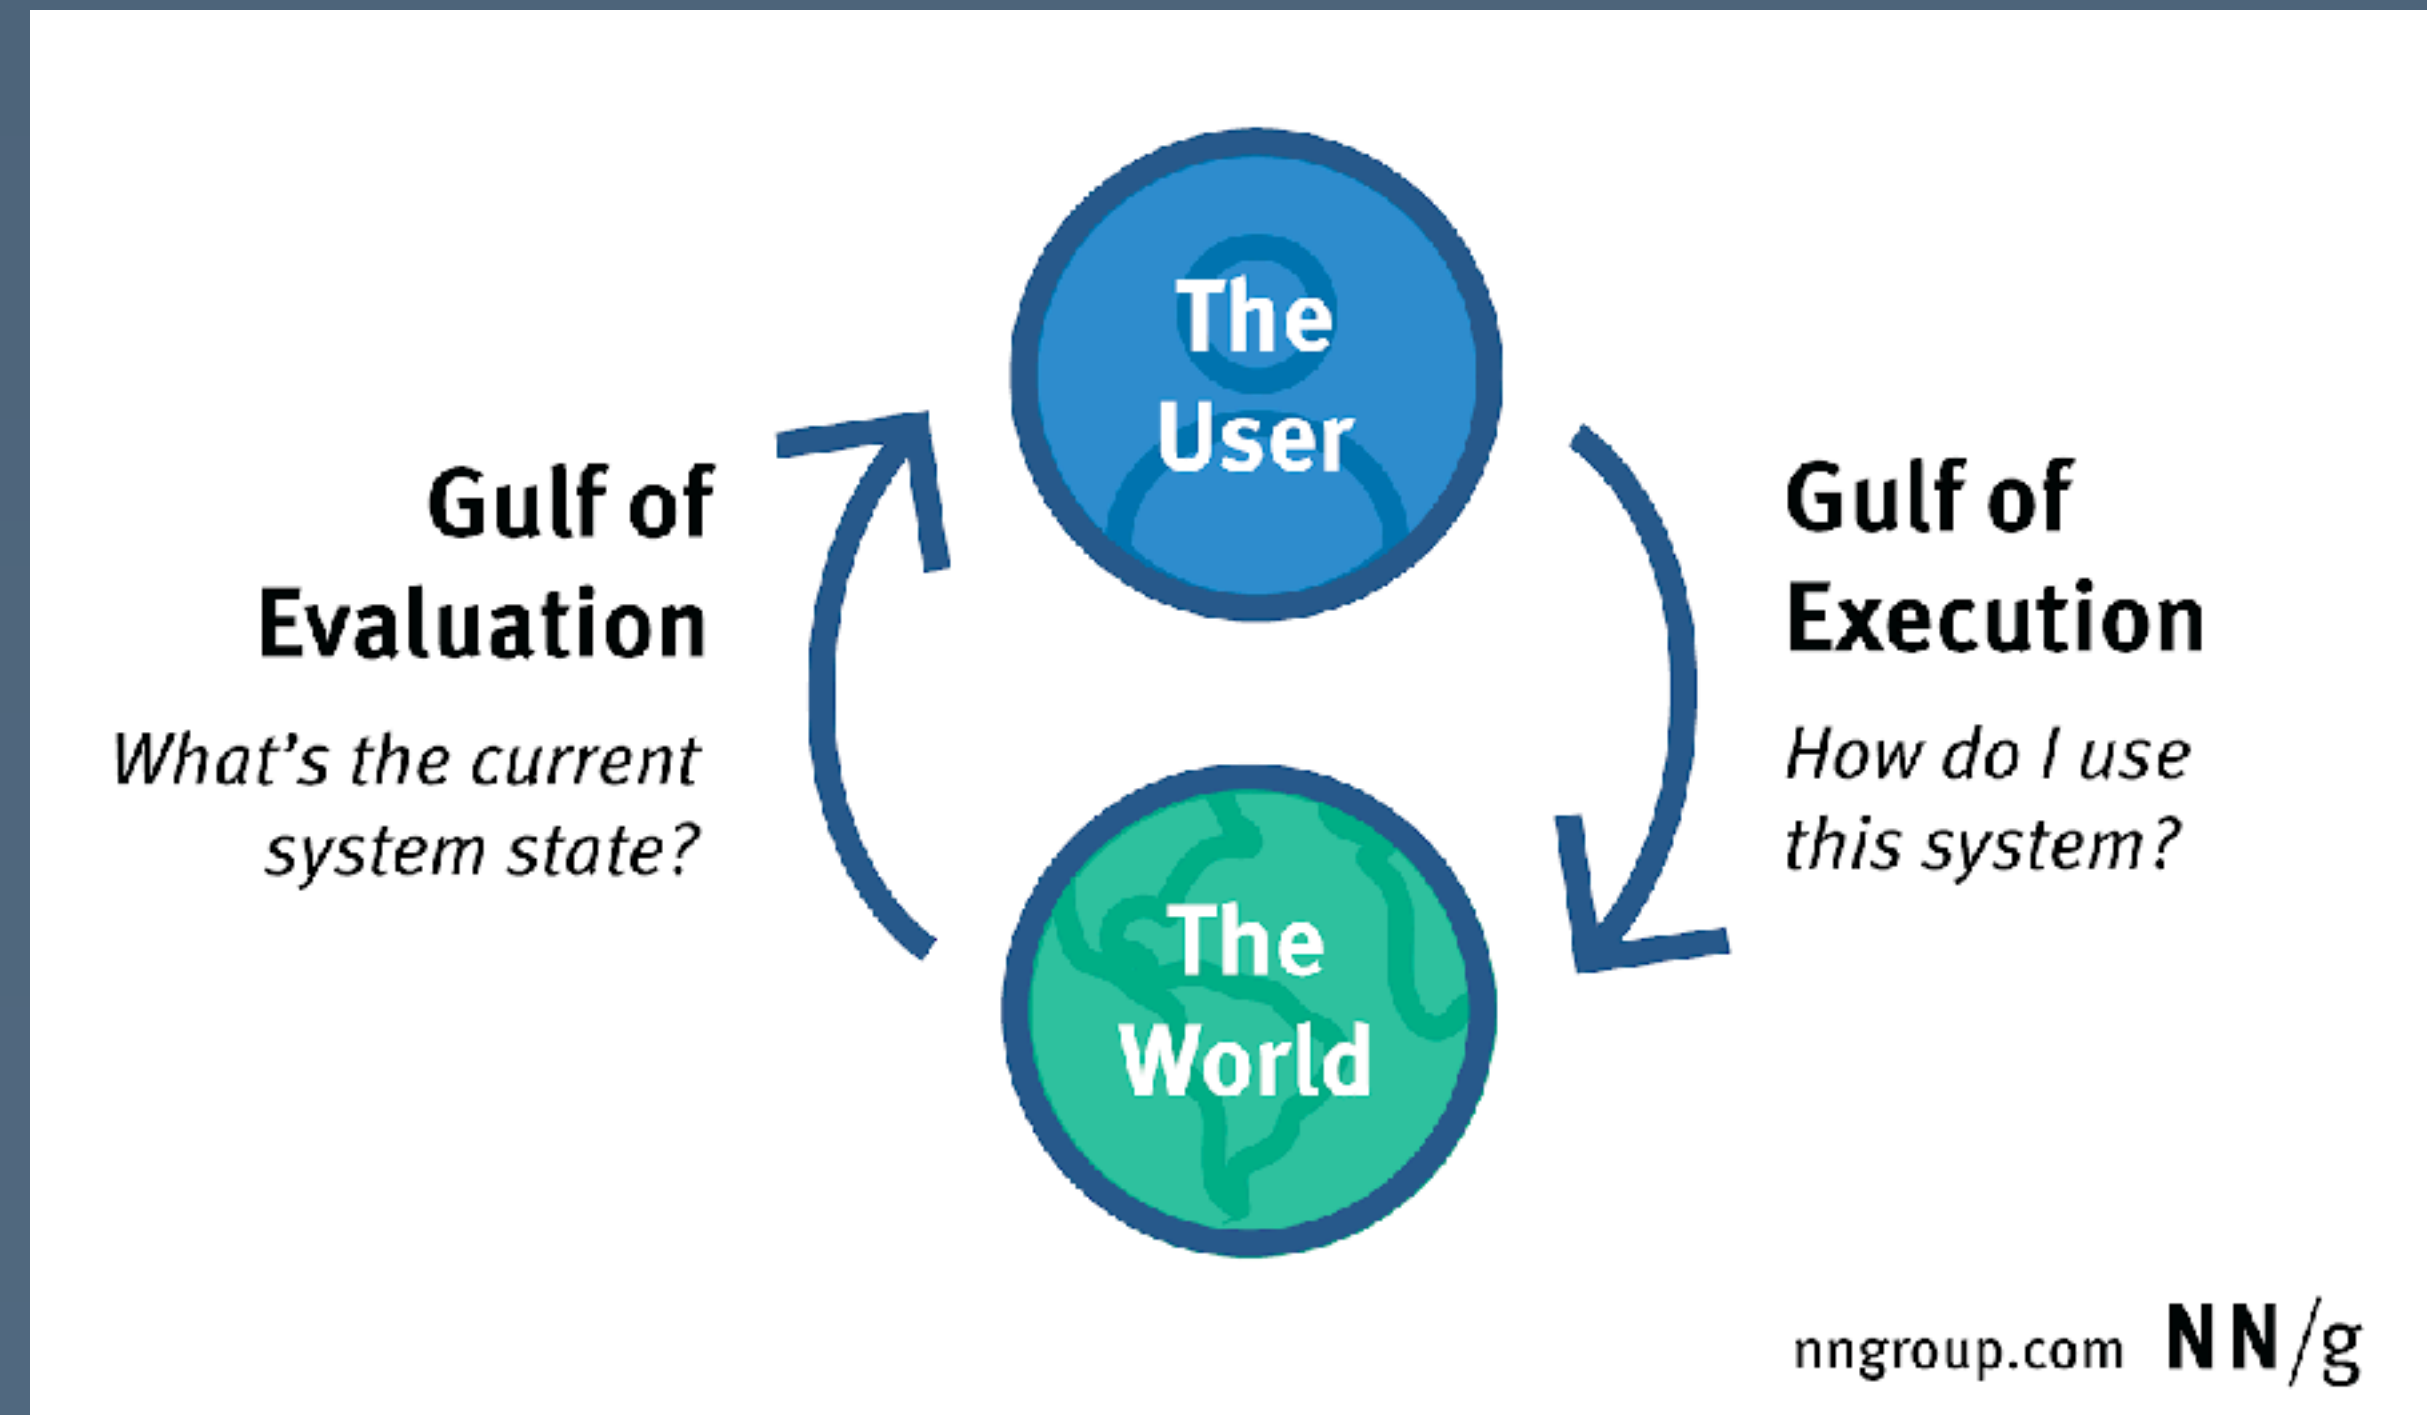 The
User
Gulf of
Evaluation
What's the current
system state?
Gulf of
Execution
How do I use
this system?
The
World
nngroup.com NN/g